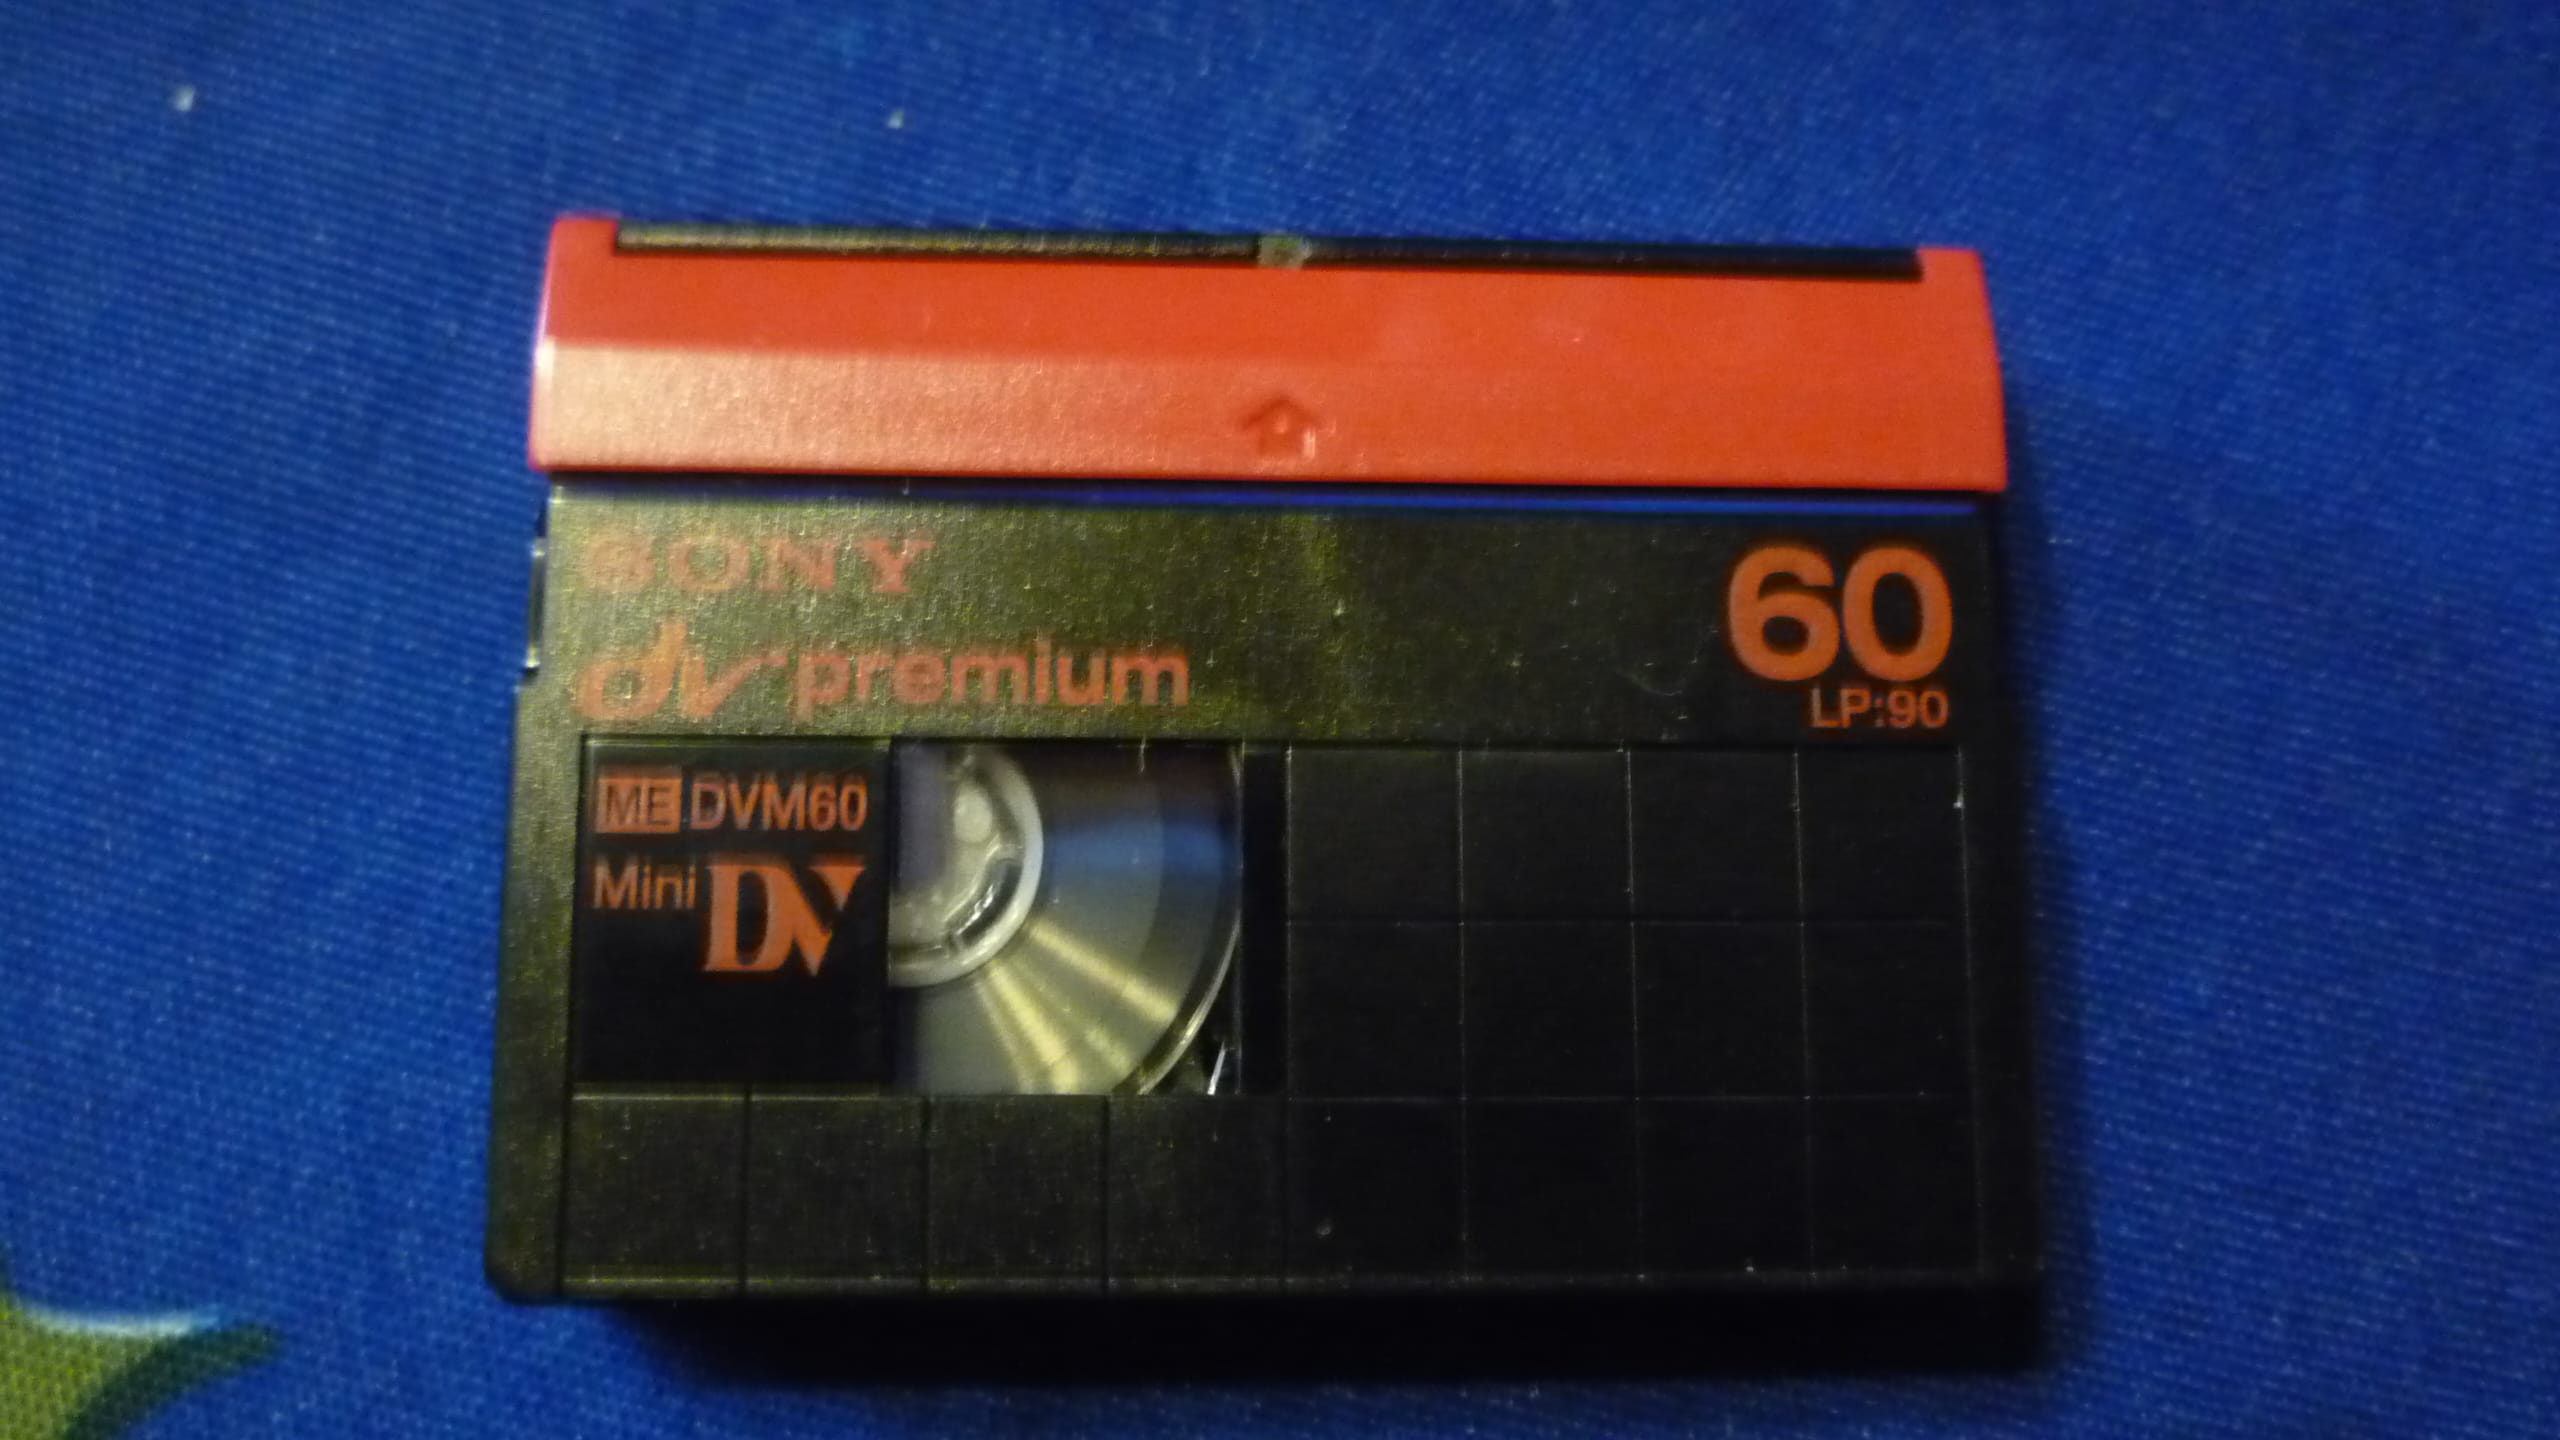 SONY
dv premium
60
LP:90
ME DVM60
Mini DV